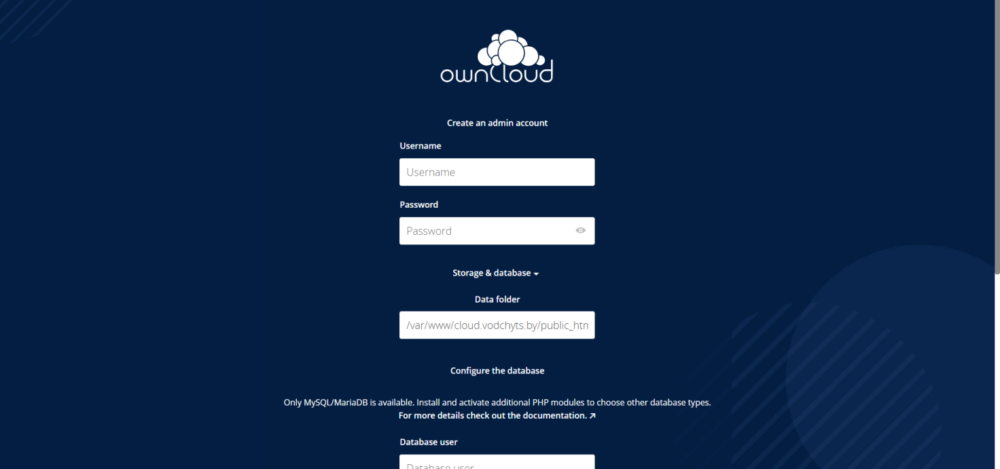 ownCloud
Create an admin account
Username
Username
Password
Password
Storage & database
Data folder
/var/www/cloud.vodchyts.by/public_htn
Configure the database
Only MySQL/MariaDB is available. Install and activate additional PHP modules to choose other database types.
For more details check out the documentation.
Database user
Database user